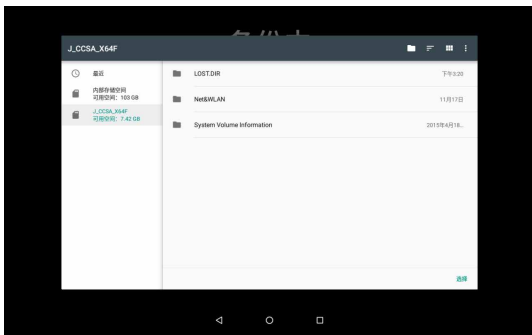 J_CCSA_X64F
最近
内部存储空间
可用空间：103 GB
J_CCSA_X64F
可用空间：7.42 GB
LOST.DIR
下午3:20
Net&WLAN
11月17日
System Volume Information
2015年4月18...
选择